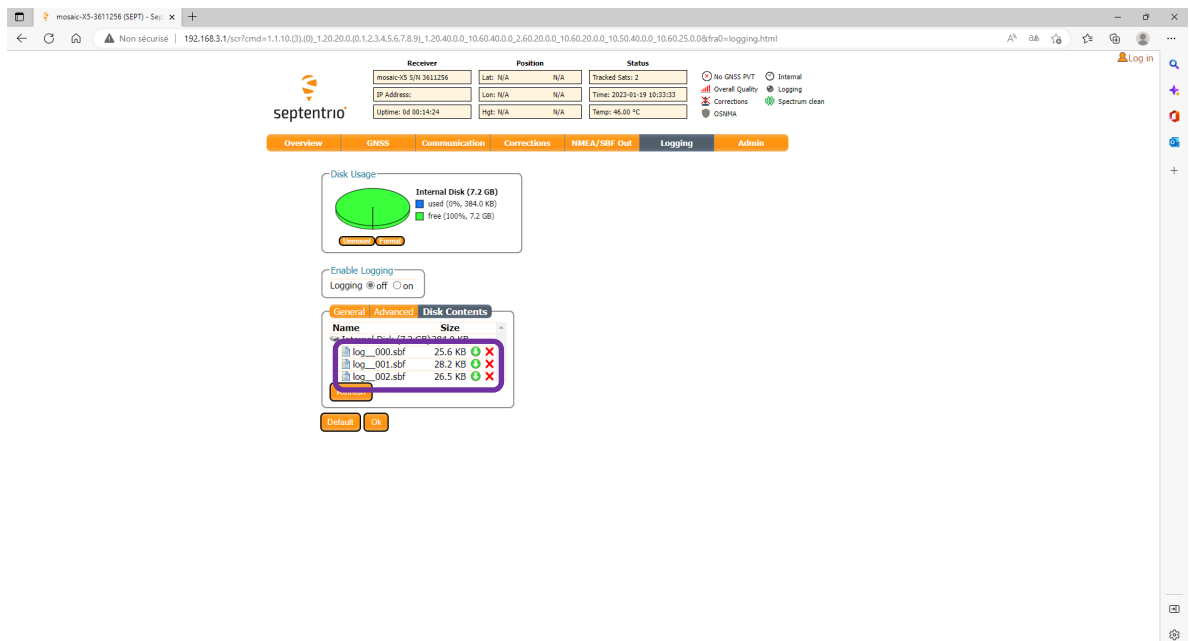 mosaic-X5-3611256 (SEPT) - Sep
Non sécurisé | 192.168.3.1/scr?cmd=1.1.10.(3).(0)_1.20.20.0.(0.1.2.3.4.5.6.7.8.9)_1.20.40.0.0_10.60.40.0.0_2.60.20.0.0_10.60.20.0.0_10.50.40.0.0_10.60.25.0.0&fra0=logging.html
Log in
septentrio
Receiver
mosaic-X5 S/N 3611256
IP Address:
Uptime: 0d 00:14:24
Position
Lat: N/A N/A
Lon: N/A N/A
Hgt: N/A N/A
Status
Tracked Sats: 2
Time: 2023-01-19 10:33:33
Temp: 46.00 °C
No GNSS PVT Internal
Overall Quality Logging
Corrections Spectrum clean
OSNMA
Overview GNSS Communication Corrections NMEA/SBF Out Logging Admin
Disk Usage
Internal Disk (7.2 GB)
used (0%, 384.0 KB)
free (100%, 7.2 GB)
Unmount Format
Enable Logging
Logging off on
General Advanced Disk Contents
Name Size
Internal Disk (7.2 GB) 384.0 KB
log__000.sbf 25.6 KB
log__001.sbf 28.2 KB
log__002.sbf 26.5 KB
Default Ok